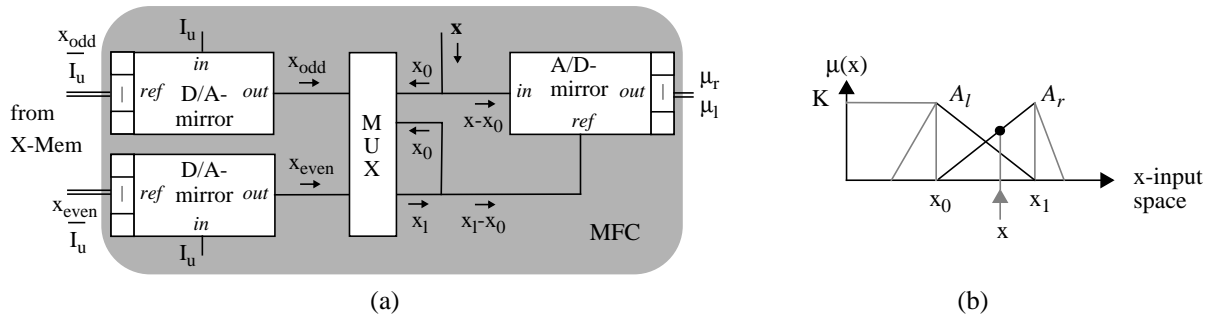 x_odd
I_u
from
X-Mem
x_even
I_u
I_u
in
ref
D/A-
mirror
out
x_odd
D/A-
mirror
ref
out
in
I_u
x_even
MUX
x
x_0
x-x_0
x_0
x_l
x_l-x_0
A/D-
mirror
in
out
ref
μ_r
μ_l
MFC
(a)
μ(x)
K
A_l
A_r
x_0
x_1
x
x-input
space
(b)